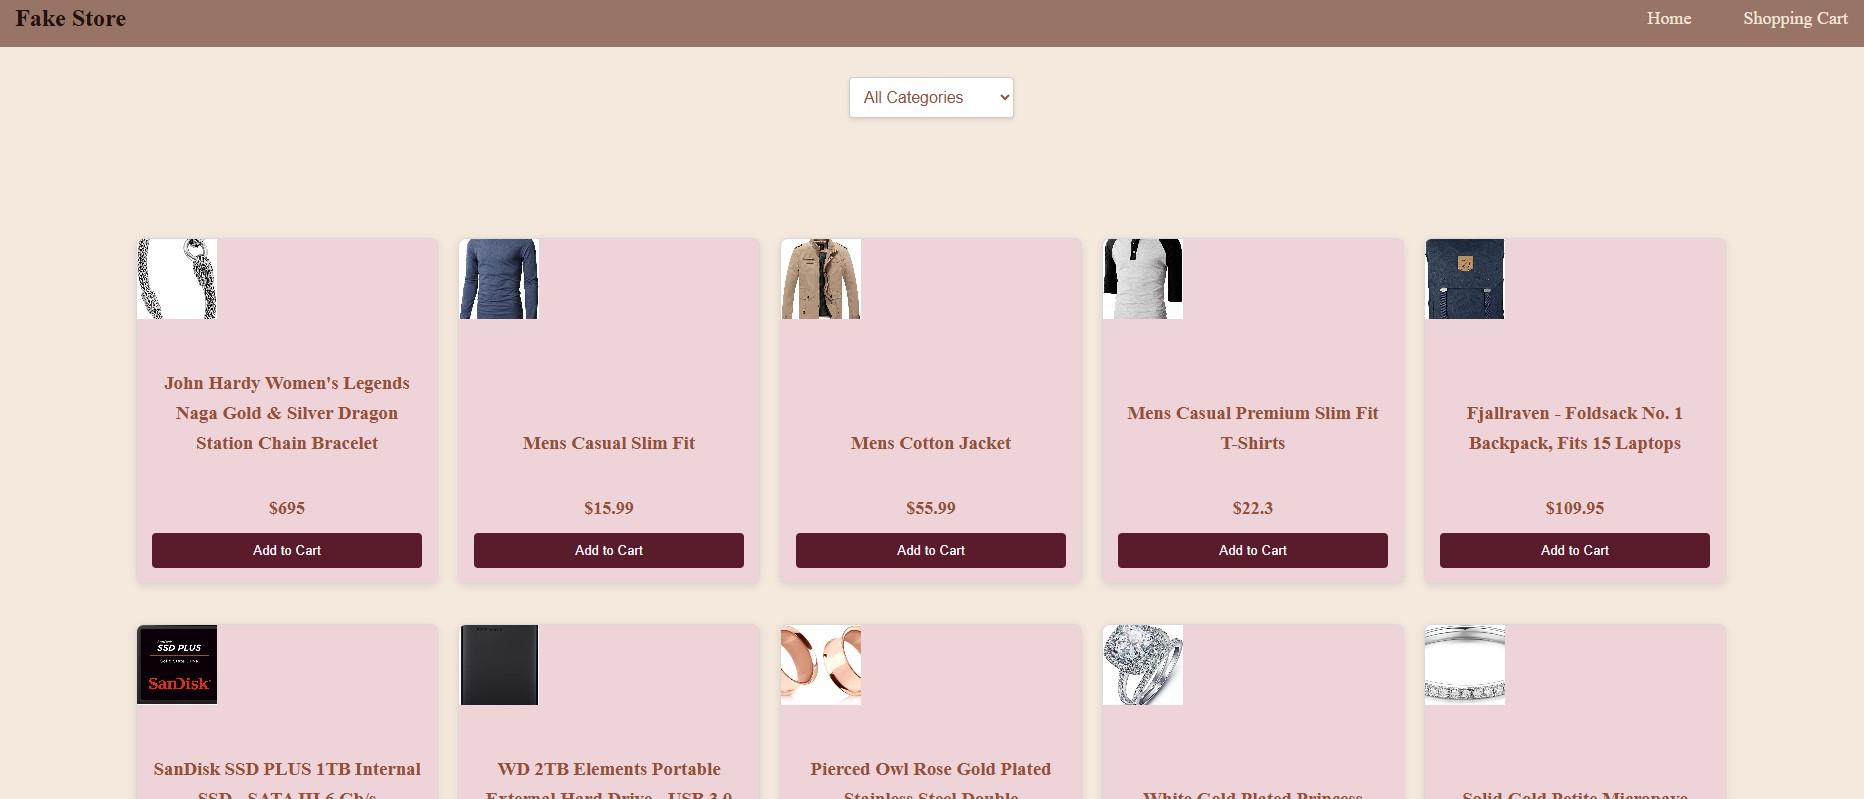 Fake Store
Home
Shopping Cart
All Categories
John Hardy Women's Legends
Naga Gold & Silver Dragon
Station Chain Bracelet
$695
Add to Cart
Mens Casual Slim Fit
$15.99
Add to Cart
Mens Cotton Jacket
$55.99
Add to Cart
Mens Casual Premium Slim Fit
T-Shirts
$22.3
Add to Cart
Fjallraven - Foldsack No. 1
Backpack, Fits 15 Laptops
$109.95
Add to Cart
SSD PLUS
SanDisk
SanDisk SSD PLUS 1TB Internal
SSD - SATA III 6 Gb/s
WD 2TB Elements Portable
External Hard Drive - USB 3.0
Pierced Owl Rose Gold Plated
Stainless Steel Double
White Gold Plated Princess
Solid Gold Petite Micropave